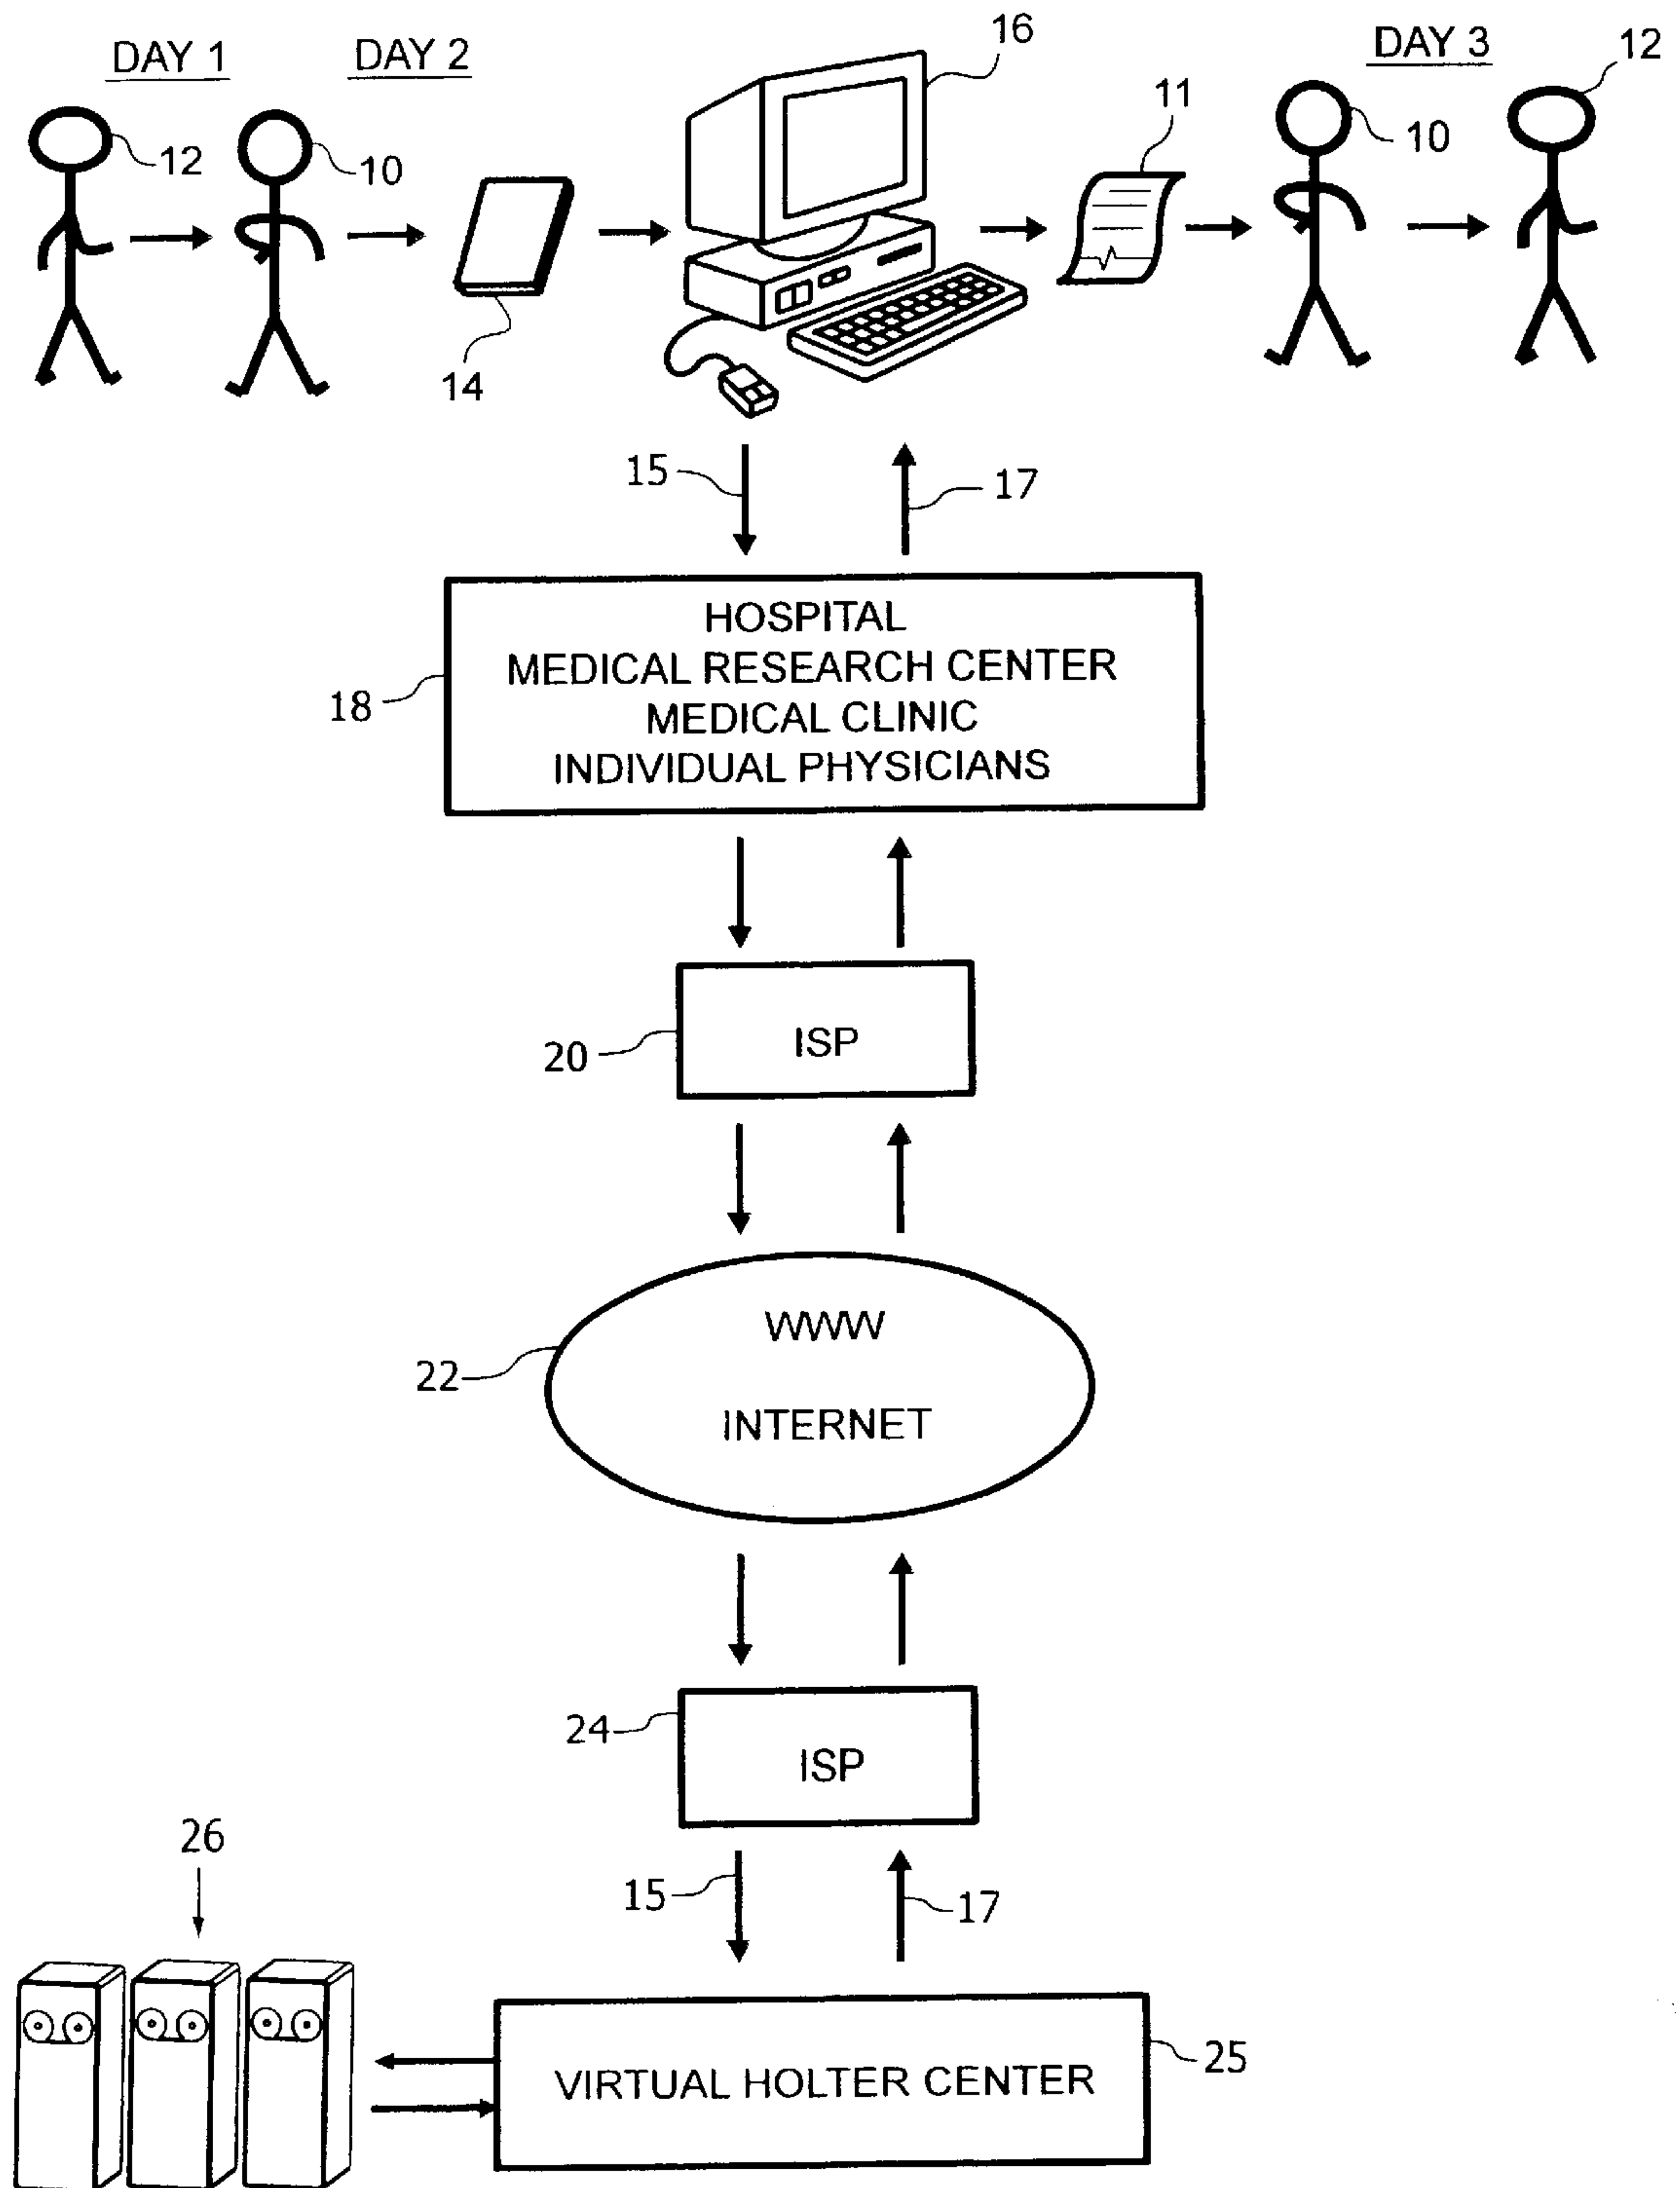 DAY 1
DAY 2
16
DAY 3
12
11
12
10
10
14
15
17
HOSPITAL
MEDICAL RESEARCH CENTER
MEDICAL CLINIC
INDIVIDUAL PHYSICIANS
18
ISP
20
WWW
22
INTERNET
24
ISP
26
15
17
VIRTUAL HOLTER CENTER
25